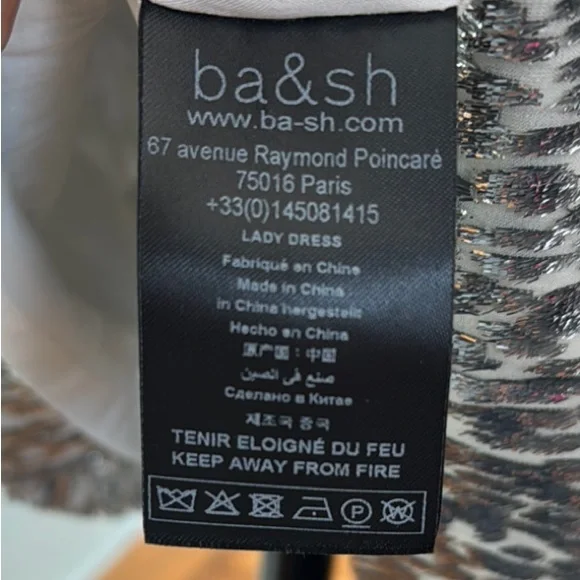 ba&sh
www.ba-sh.com
67 avenue Raymond Poincaré
75016 Paris
+33(0)145081415
LADY DRESS
Fabriqué en Chine
Made in China
in China hergestellt
Hecho en China
原产国 : 中国
صنع في الصين
Сделано в Китае
제조국 중국
TENIR ELOIGNÉ DU FEU
KEEP AWAY FROM FIRE
P
W